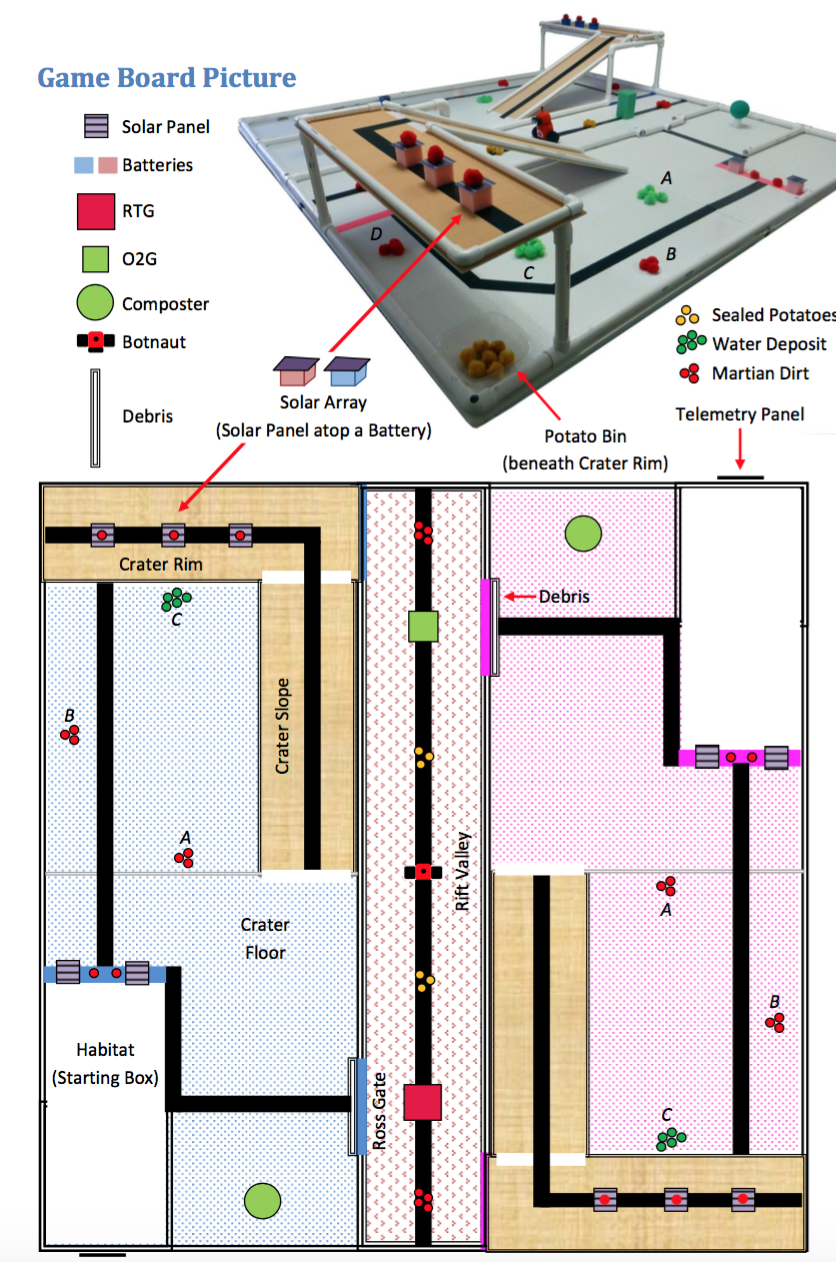 Game Board Picture
Solar Panel
Batteries
RTG
O2G
Composter
Botnaut
Debris
A
D
C
B
Sealed Potatoes
Water Deposit
Martian Dirt
Solar Array
(Solar Panel atop a Battery)
Potato Bin
(beneath Crater Rim)
Telemetry Panel
Crater Rim
Debris
C
B
Crater Slope
A
Rift Valley
Crater
Floor
A
B
Habitat
(Starting Box)
Ross Gate
C